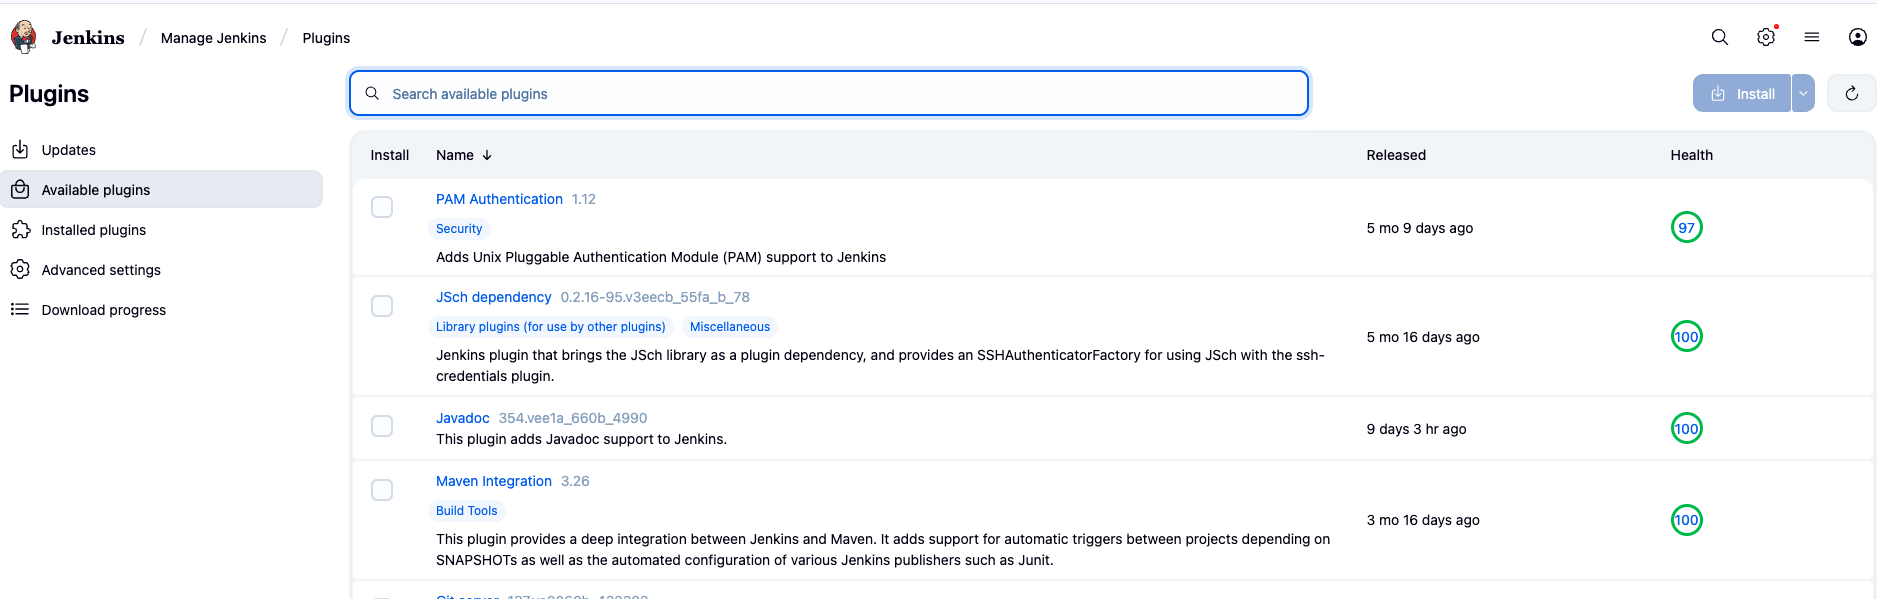 Jenkins / Manage Jenkins / Plugins
Plugins
Search available plugins
Install
Updates
Available plugins
Installed plugins
Advanced settings
Download progress
Install Name ↓ Released Health
PAM Authentication 1.12
Security
Adds Unix Pluggable Authentication Module (PAM) support to Jenkins
5 mo 9 days ago
97
JSch dependency 0.2.16-95.v3eecb_55fa_b_78
Library plugins (for use by other plugins) Miscellaneous
Jenkins plugin that brings the JSch library as a plugin dependency, and provides an SSHAuthenticatorFactory for using JSch with the ssh-
credentials plugin.
5 mo 16 days ago
100
Javadoc 354.vee1a_660b_4990
This plugin adds Javadoc support to Jenkins.
9 days 3 hr ago
100
Maven Integration 3.26
Build Tools
This plugin provides a deep integration between Jenkins and Maven. It adds support for automatic triggers between projects depending on
SNAPSHOTs as well as the automated configuration of various Jenkins publishers such as Junit.
3 mo 16 days ago
100
Git server